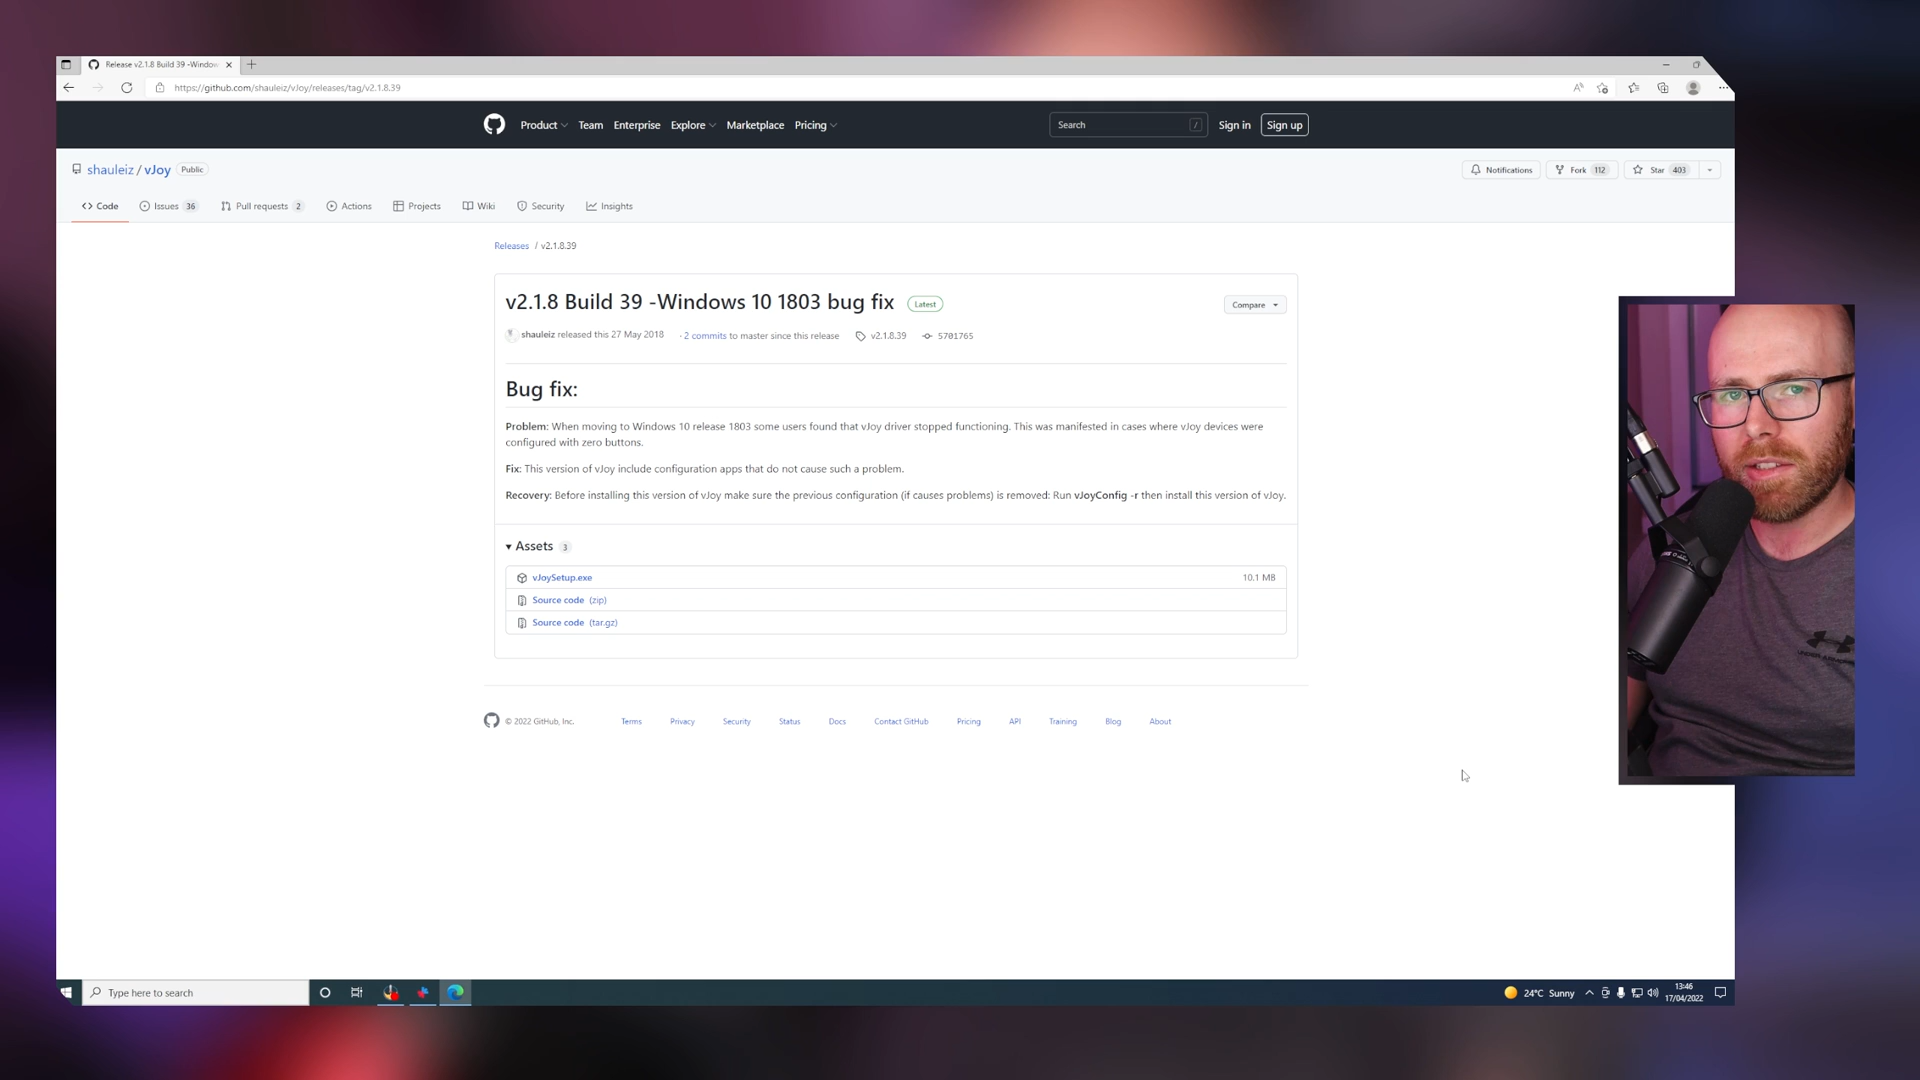 Release v2.1.8 Build 39 -Window
https://github.com/shauleiz/vJoy/releases/tag/v2.1.8.39
Product Team Enterprise Explore Marketplace Pricing Search / Sign in Sign up
shauleiz / vJoy Public Notifications Fork 112 Star 403
Code Issues 36 Pull requests 2 Actions Projects Wiki Security Insights
Releases / v2.1.8.39
v2.1.8 Build 39 -Windows 10 1803 bug fix Latest Compare
shauleiz released this 27 May 2018 · 2 commits to master since this release v2.1.8.39 5701765
Bug fix:
Problem: When moving to Windows 10 release 1803 some users found that vJoy driver stopped functioning. This was manifested in cases where vJoy devices were
configured with zero buttons.
Fix: This version of vJoy include configuration apps that do not cause such a problem.
Recovery: Before installing this version of vJoy make sure the previous configuration (if causes problems) is removed: Run vJoyConfig -r then install this version of vJoy.
Assets 3
vJoySetup.exe 10.1 MB
Source code (zip)
Source code (tar.gz)
© 2022 GitHub, Inc. Terms Privacy Security Status Docs Contact GitHub Pricing API Training Blog About
Type here to search
24°C Sunny
13:46
17/04/2022